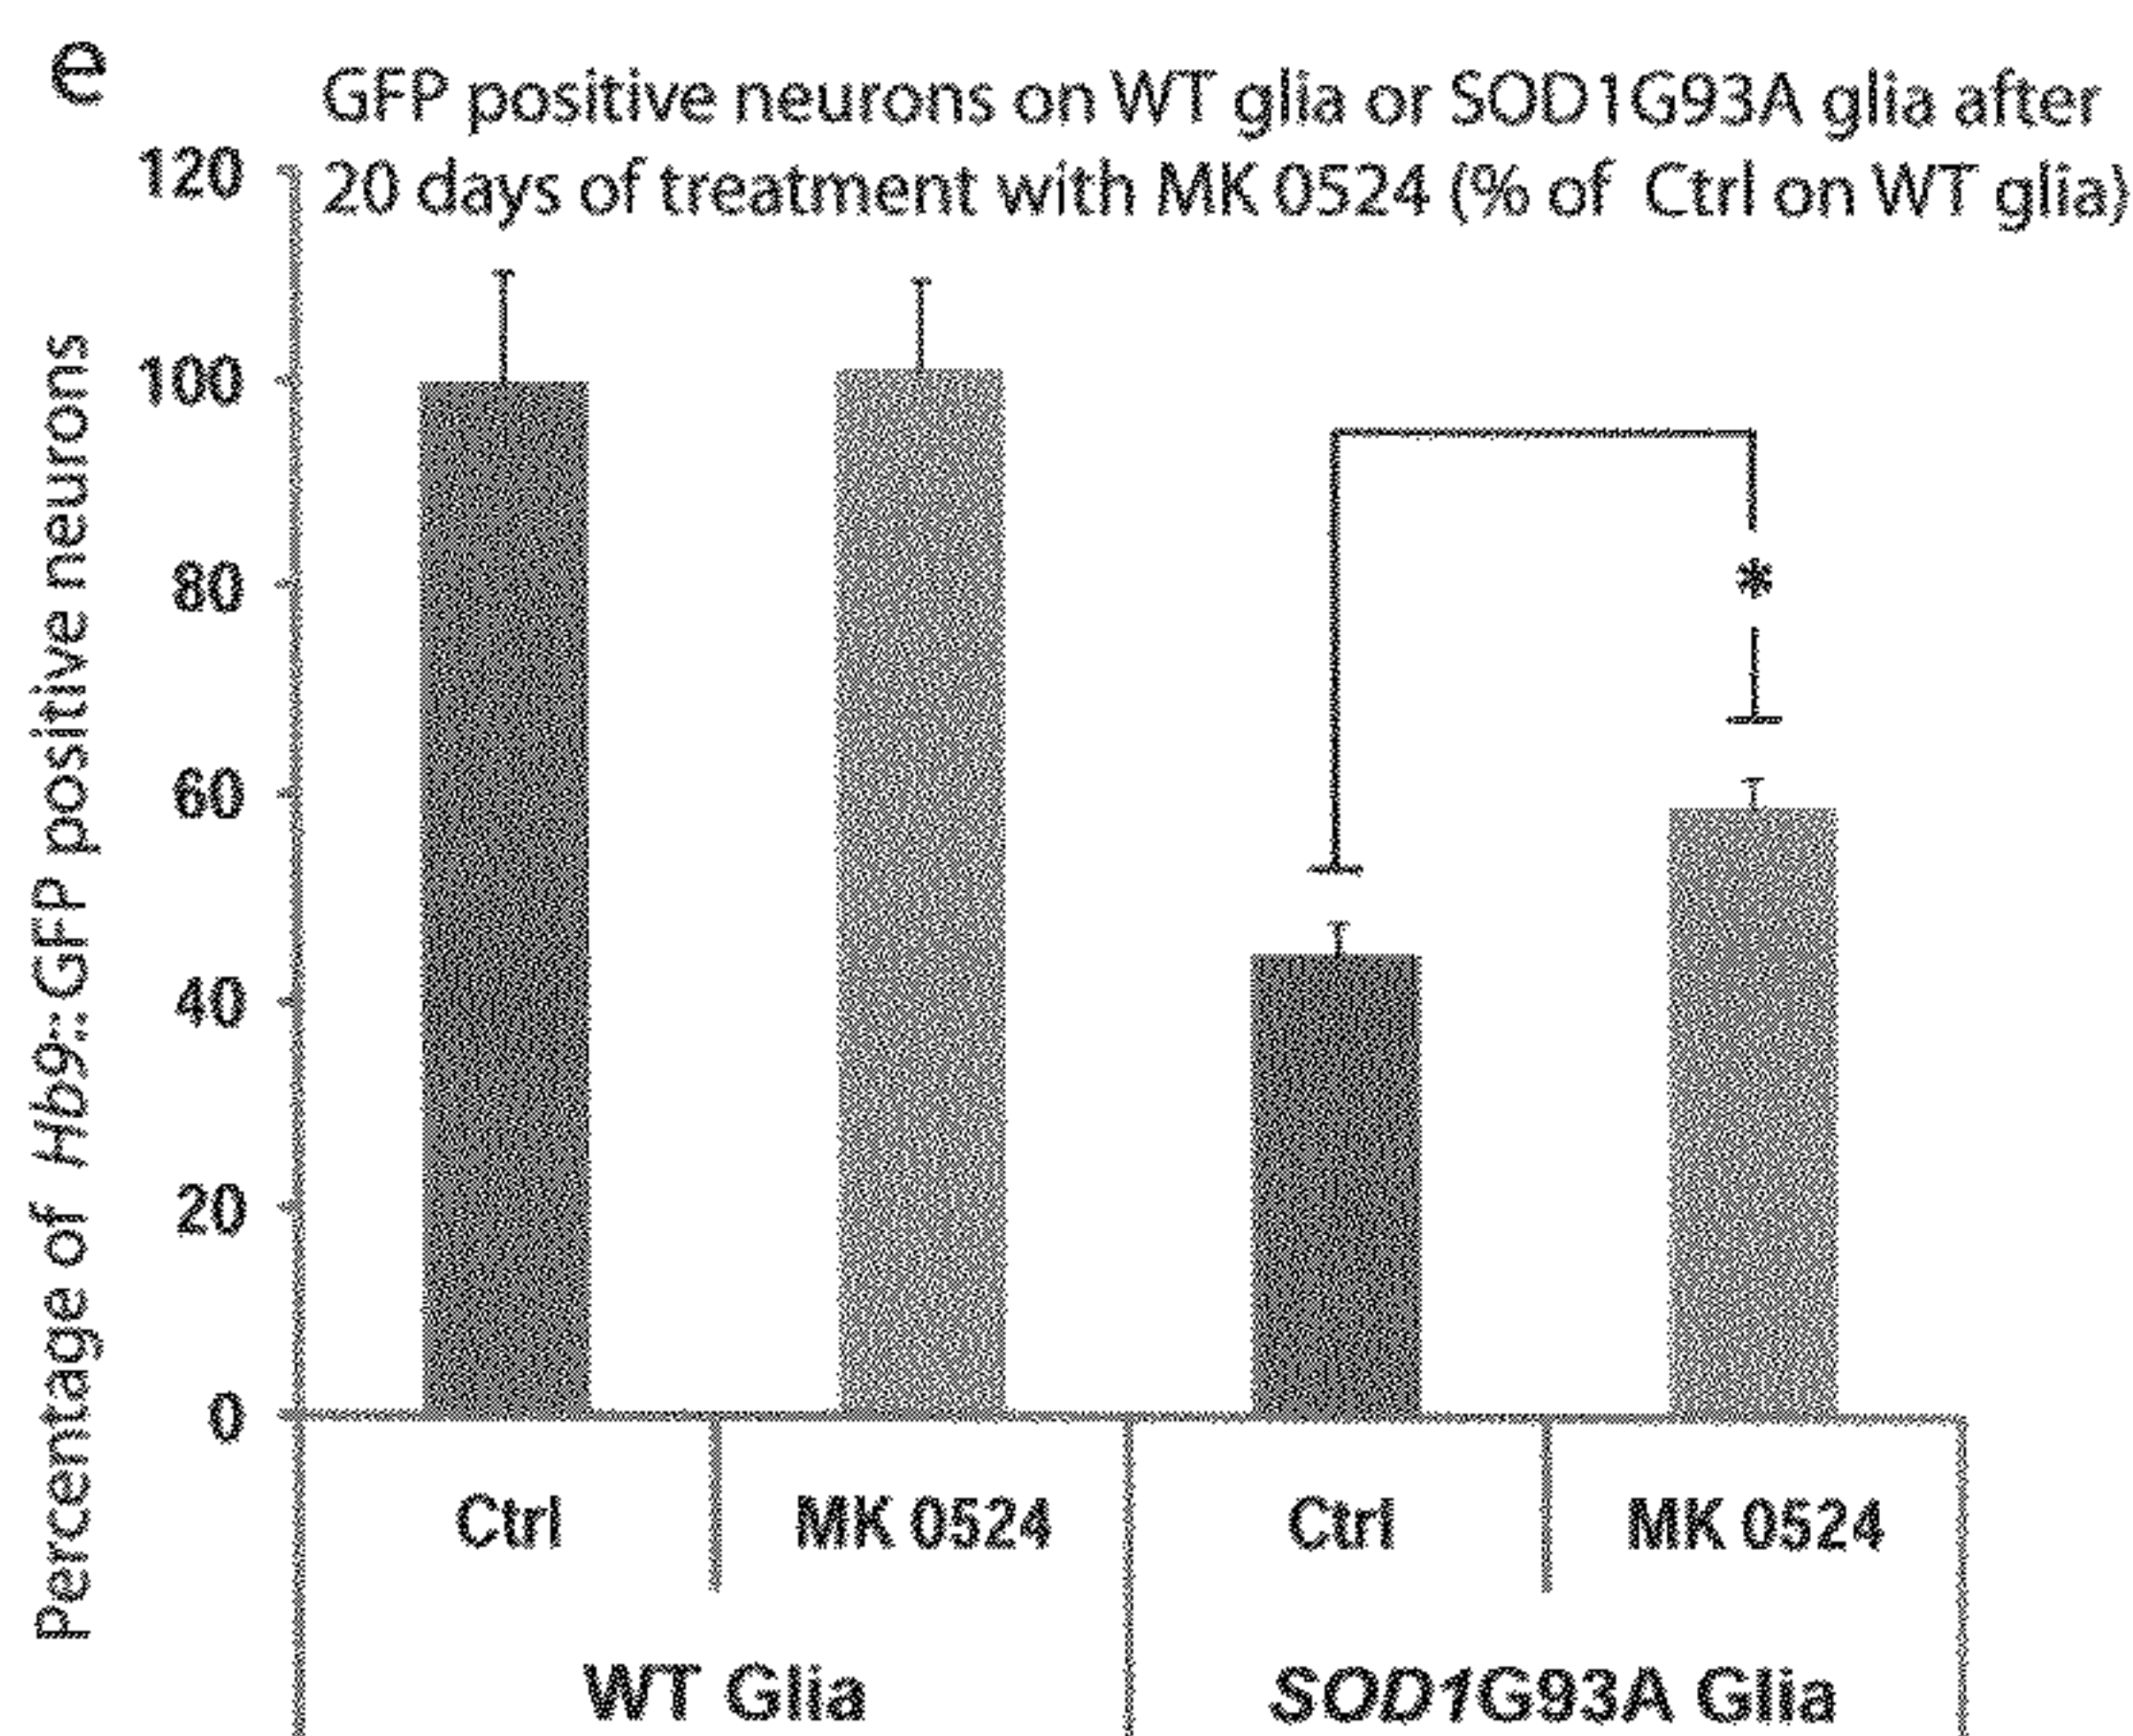 e
GFP positive neurons on WT glia or SOD1G93A glia after
20 days of treatment with MK 0524 (% of Ctrl on WT glia)
Percentage of Hb9::GFP positive neurons
120
100
80
60
40
20
0
*
Ctrl MK 0524 Ctrl MK 0524
WT Glia SOD1G93A Glia